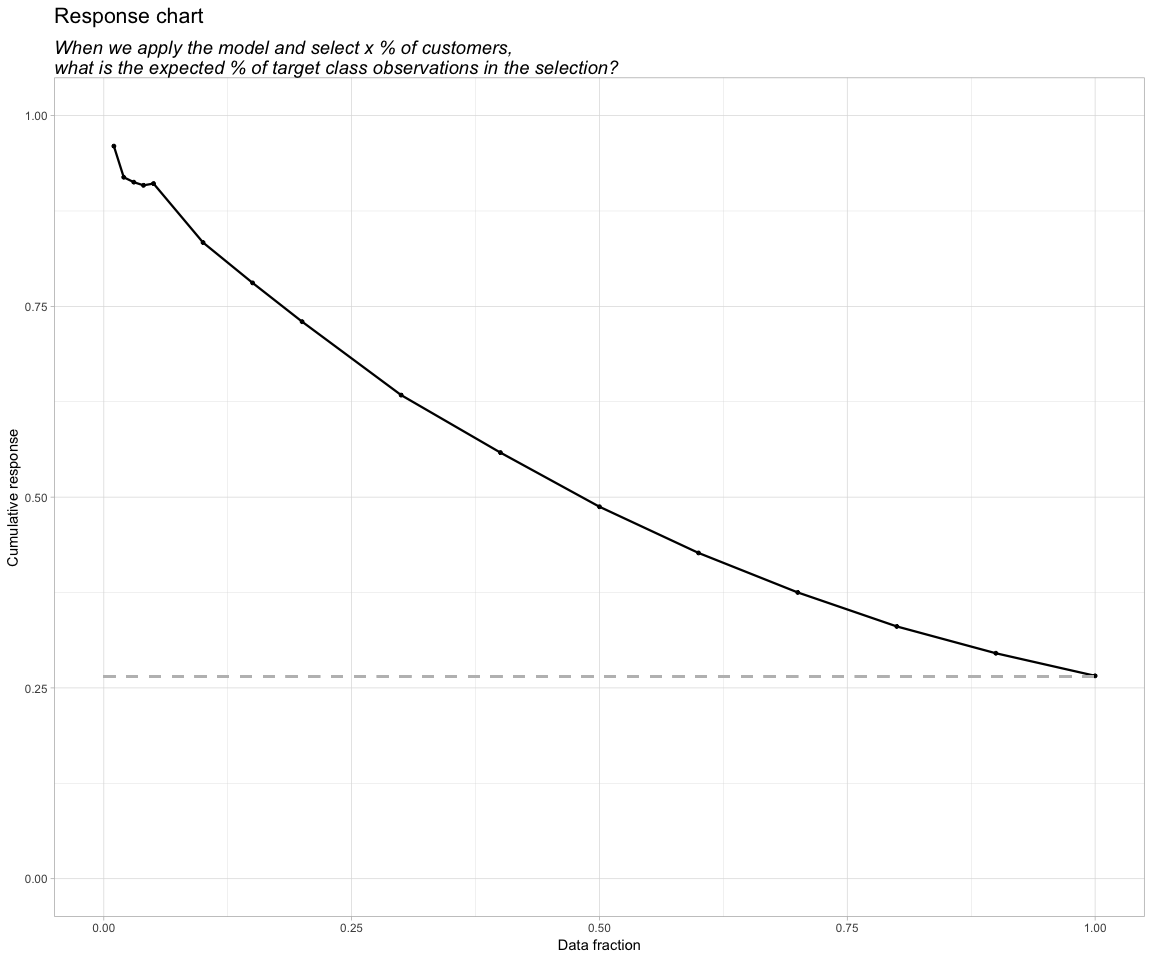 Response chart
When we apply the model and select x % of customers,
what is the expected % of target class observations in the selection?
1.00
0.75
0.50
0.25
0.00
Cumulative response
0.00
0.25
0.50
0.75
1.00
Data fraction